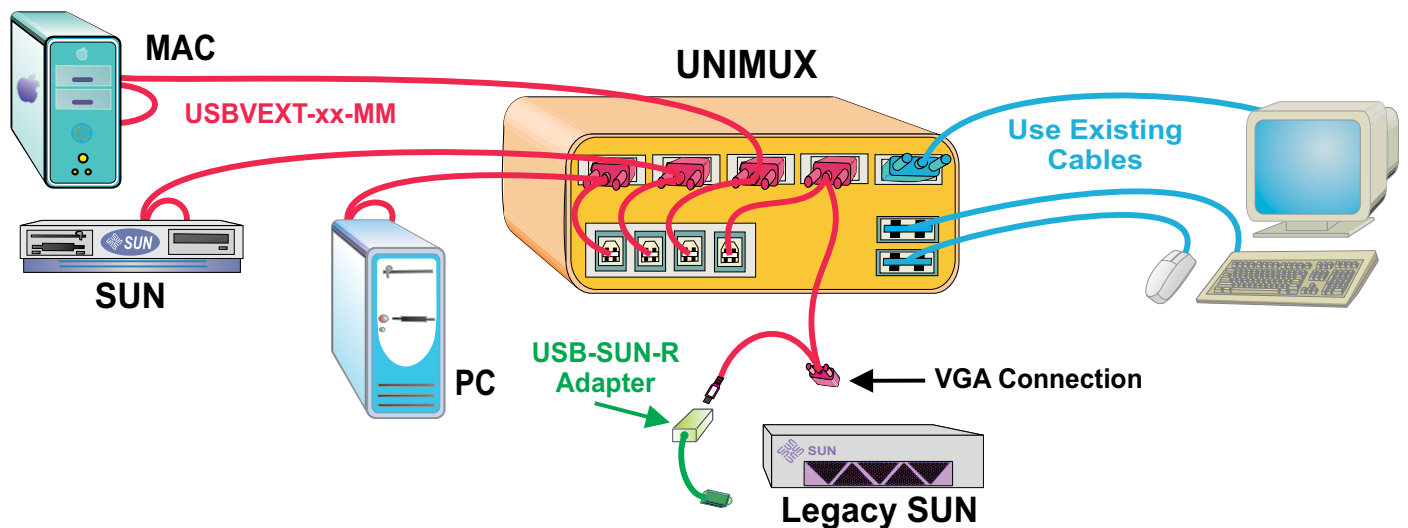 MAC
UNIMUX
USBVEXT-xx-MM
Use Existing
Cables
SUN
SUN
PC
USB-SUN-R
Adapter
VGA Connection
SUN
Legacy SUN